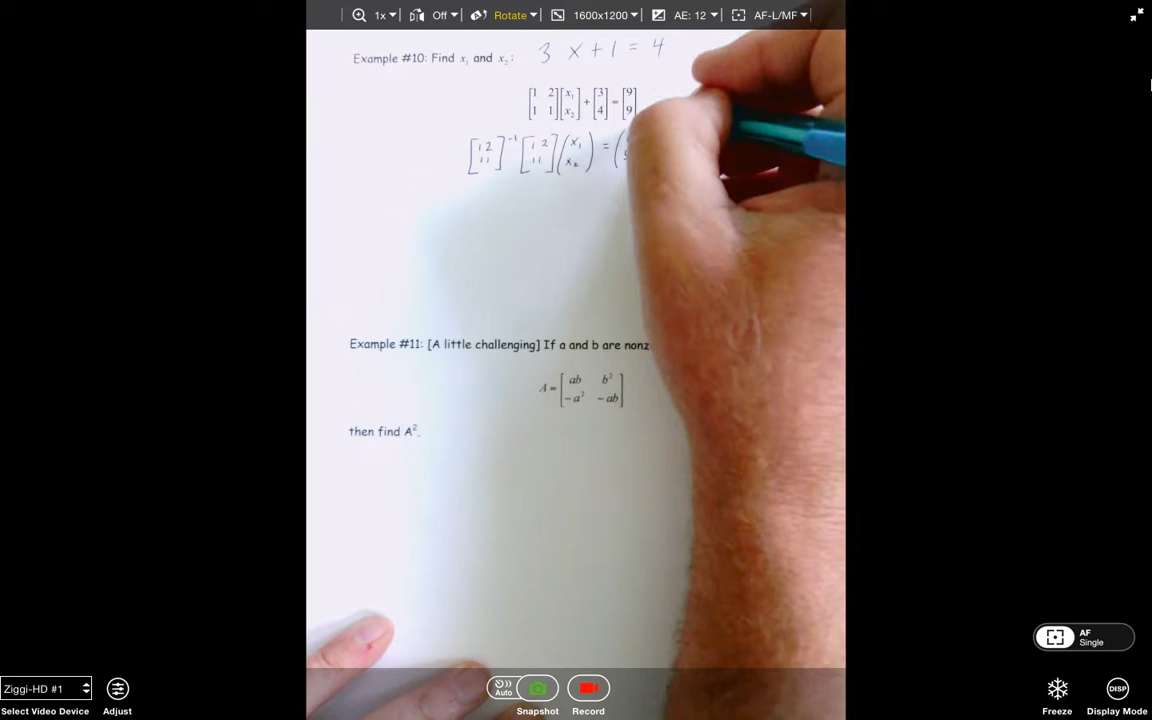 1x Off Rotate 1600x1200 AE: 12 AF-L/MF
Example #10: Find x₁ and x₂: 3 x + 1 = 4
[1 2; 1 1] [x₁; x₂] + [3; 4] = [9; 9]
[1 2; 1 1]⁻¹ [1 2; 1 1] (x₁; x₂) = (
Example #11: [A little challenging] If a and b are
A = [ab b²; -a² -ab]
then find A².
AF
Single
Ziggi-HD #1
Select Video Device
Adjust
Auto
Snapshot
Record
Freeze
DISP
Display Mode